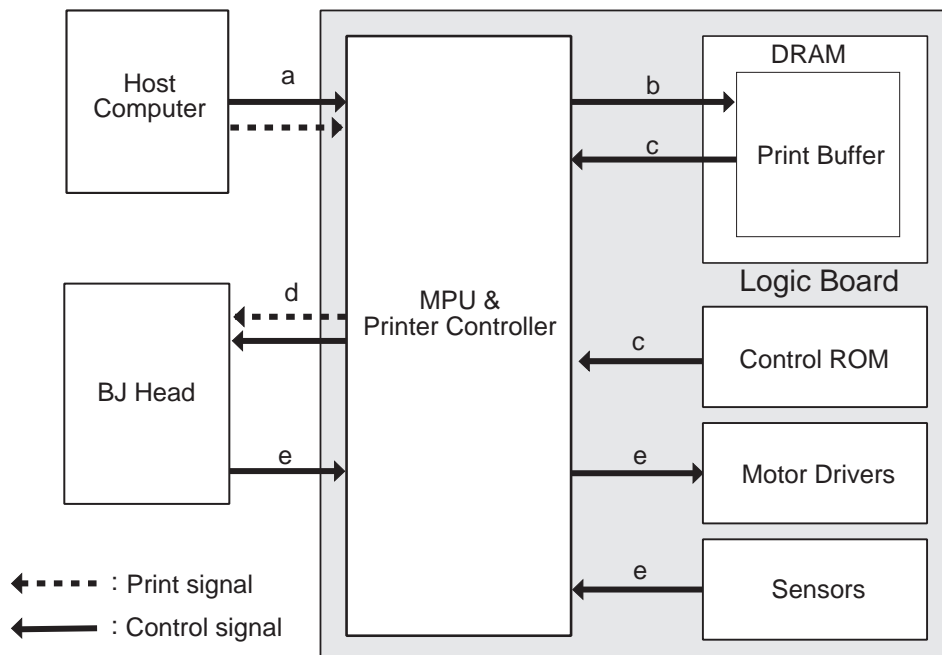 Host
Computer
a
b
DRAM
Print Buffer
c
Logic Board
BJ Head
d
e
MPU &
Printer Controller
c
Control ROM
e
Motor Drivers
e
Sensors
: Print signal
: Control signal